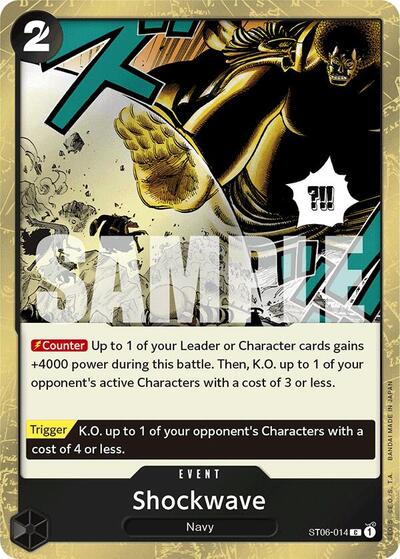 2
?!!
SAMPLE
Counter Up to 1 of your Leader or Character cards gains
+4000 power during this battle. Then, K.O. up to 1 of your
opponent's active Characters with a cost of 3 or less.
Trigger K.O. up to 1 of your opponent's Characters with a
cost of 4 or less.
EVENT
Shockwave
Navy
ST06-014 C 1
BANDAI MADE IN JAPAN